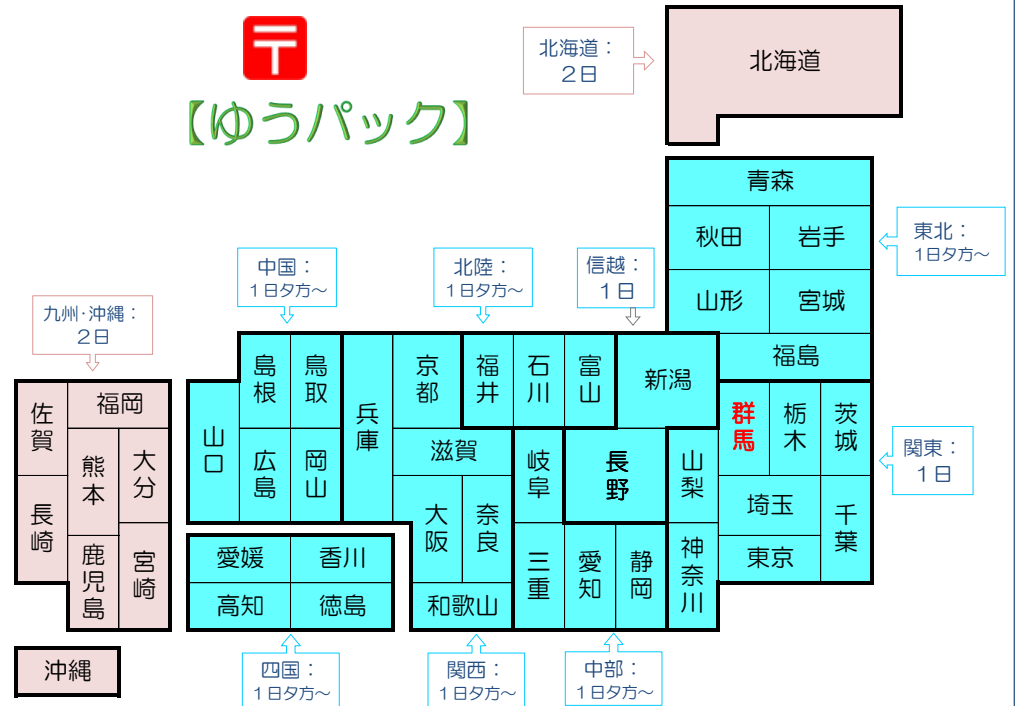 〒
【ゆうパック】
北海道：
２日
北海道
青森
秋田
岩手
東北：
1日夕方～
山形
宮城
福島
中国：
1日夕方～
北陸：
1日夕方～
信越：
１日
九州・沖縄：
２日
島根
鳥取
京都
福井
石川
富山
新潟
佐賀
福岡
山口
兵庫
群馬
栃木
茨城
熊本
大分
広島
岡山
滋賀
岐阜
長野
山梨
関東：
１日
長崎
大阪
奈良
埼玉
千葉
鹿児島
宮崎
愛媛
香川
三重
愛知
静岡
神奈川
東京
高知
徳島
和歌山
沖縄
四国：
1日夕方～
関西：
1日夕方～
中部：
1日夕方～